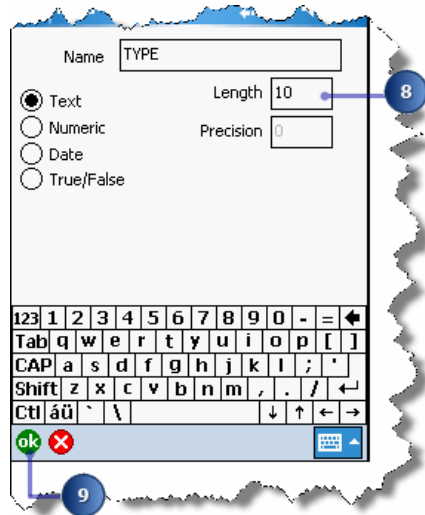 Name TYPE
Text Length 10 8
Numeric Precision 0
Date
True/False
123 1 2 3 4 5 6 7 8 9 0 - =
Tab q w e r t y u i o p [ ]
CAP a s d f g h j k l ; '
Shift z x c v b n m , . /
Ctl áü ` \ ↓ ↑ ← →
ok
9